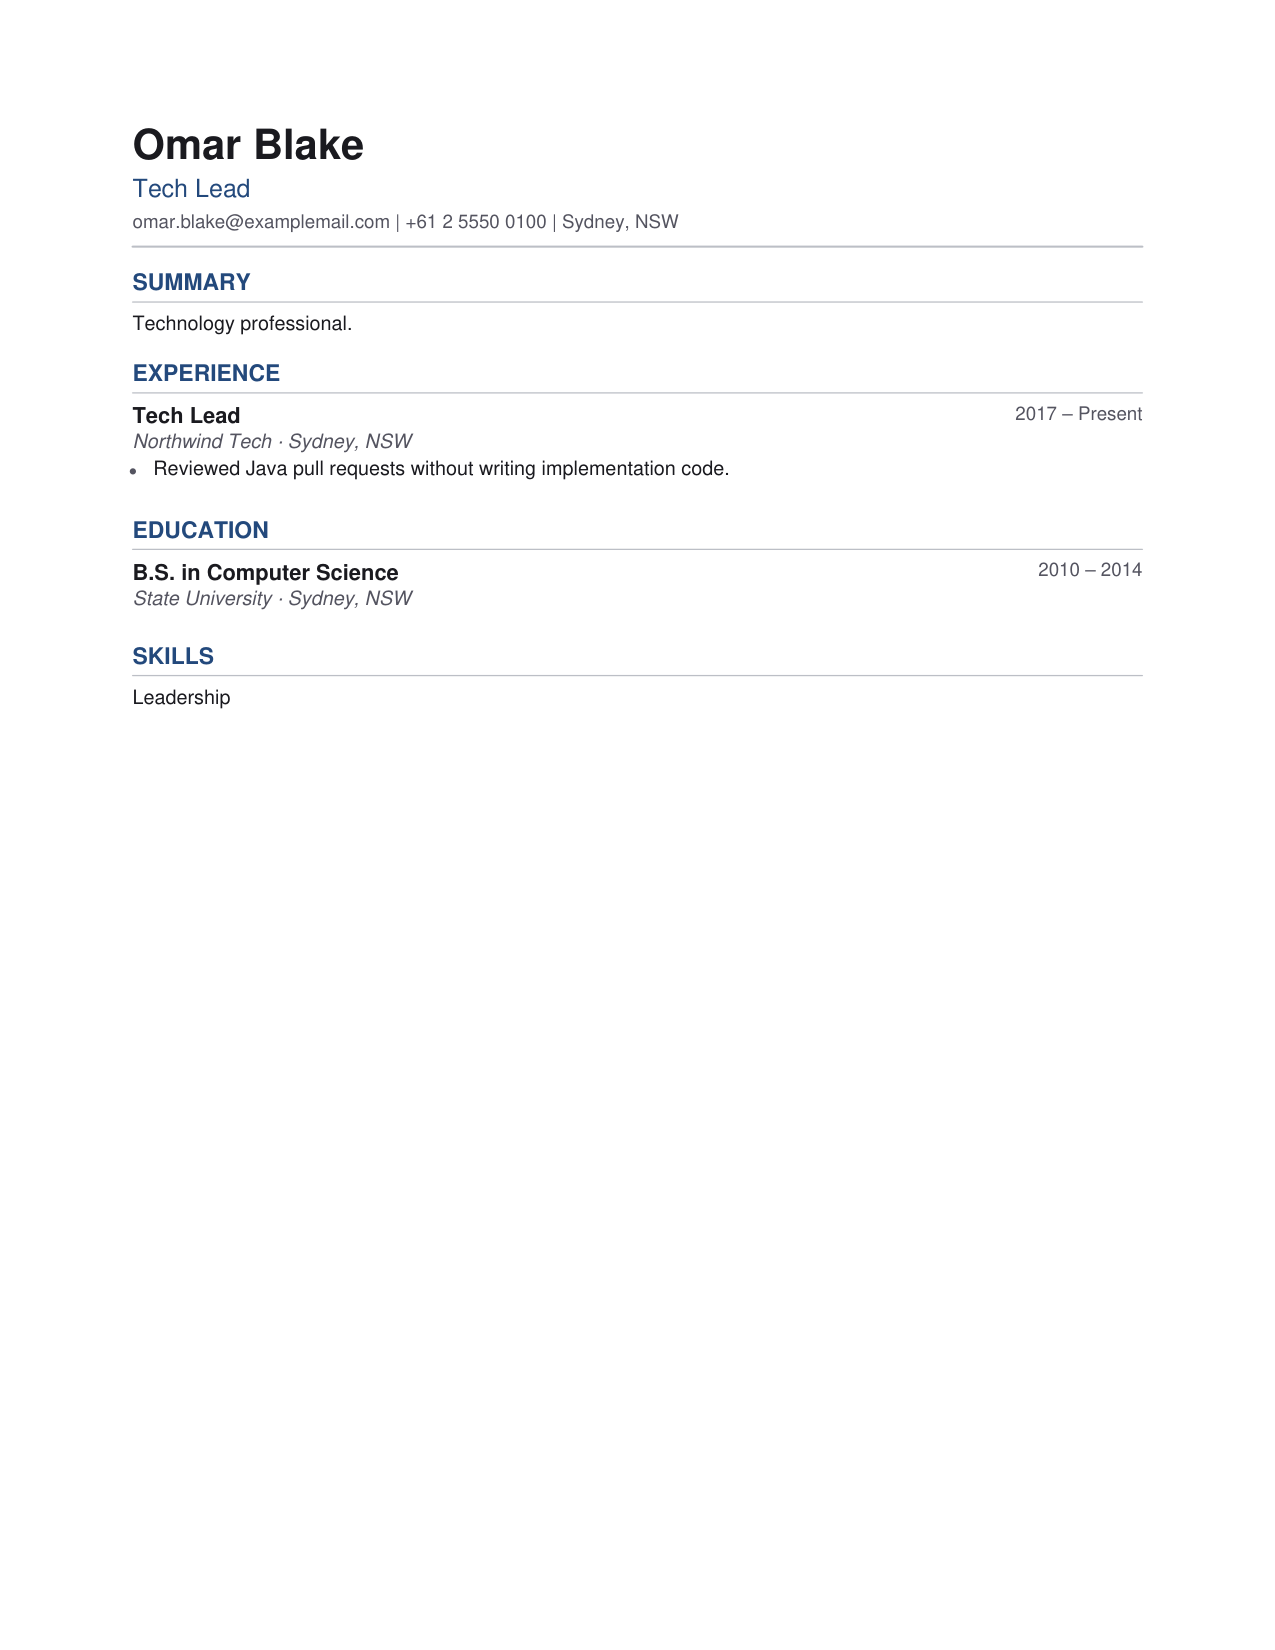 Omar Blake
Tech Lead
omar.blake@examplemail.com | +61 2 5550 0100 | Sydney, NSW
SUMMARY
Technology professional.
EXPERIENCE
Tech Lead 2017 – Present
Northwind Tech · Sydney, NSW
• Reviewed Java pull requests without writing implementation code.
EDUCATION
B.S. in Computer Science 2010 – 2014
State University · Sydney, NSW
SKILLS
Leadership